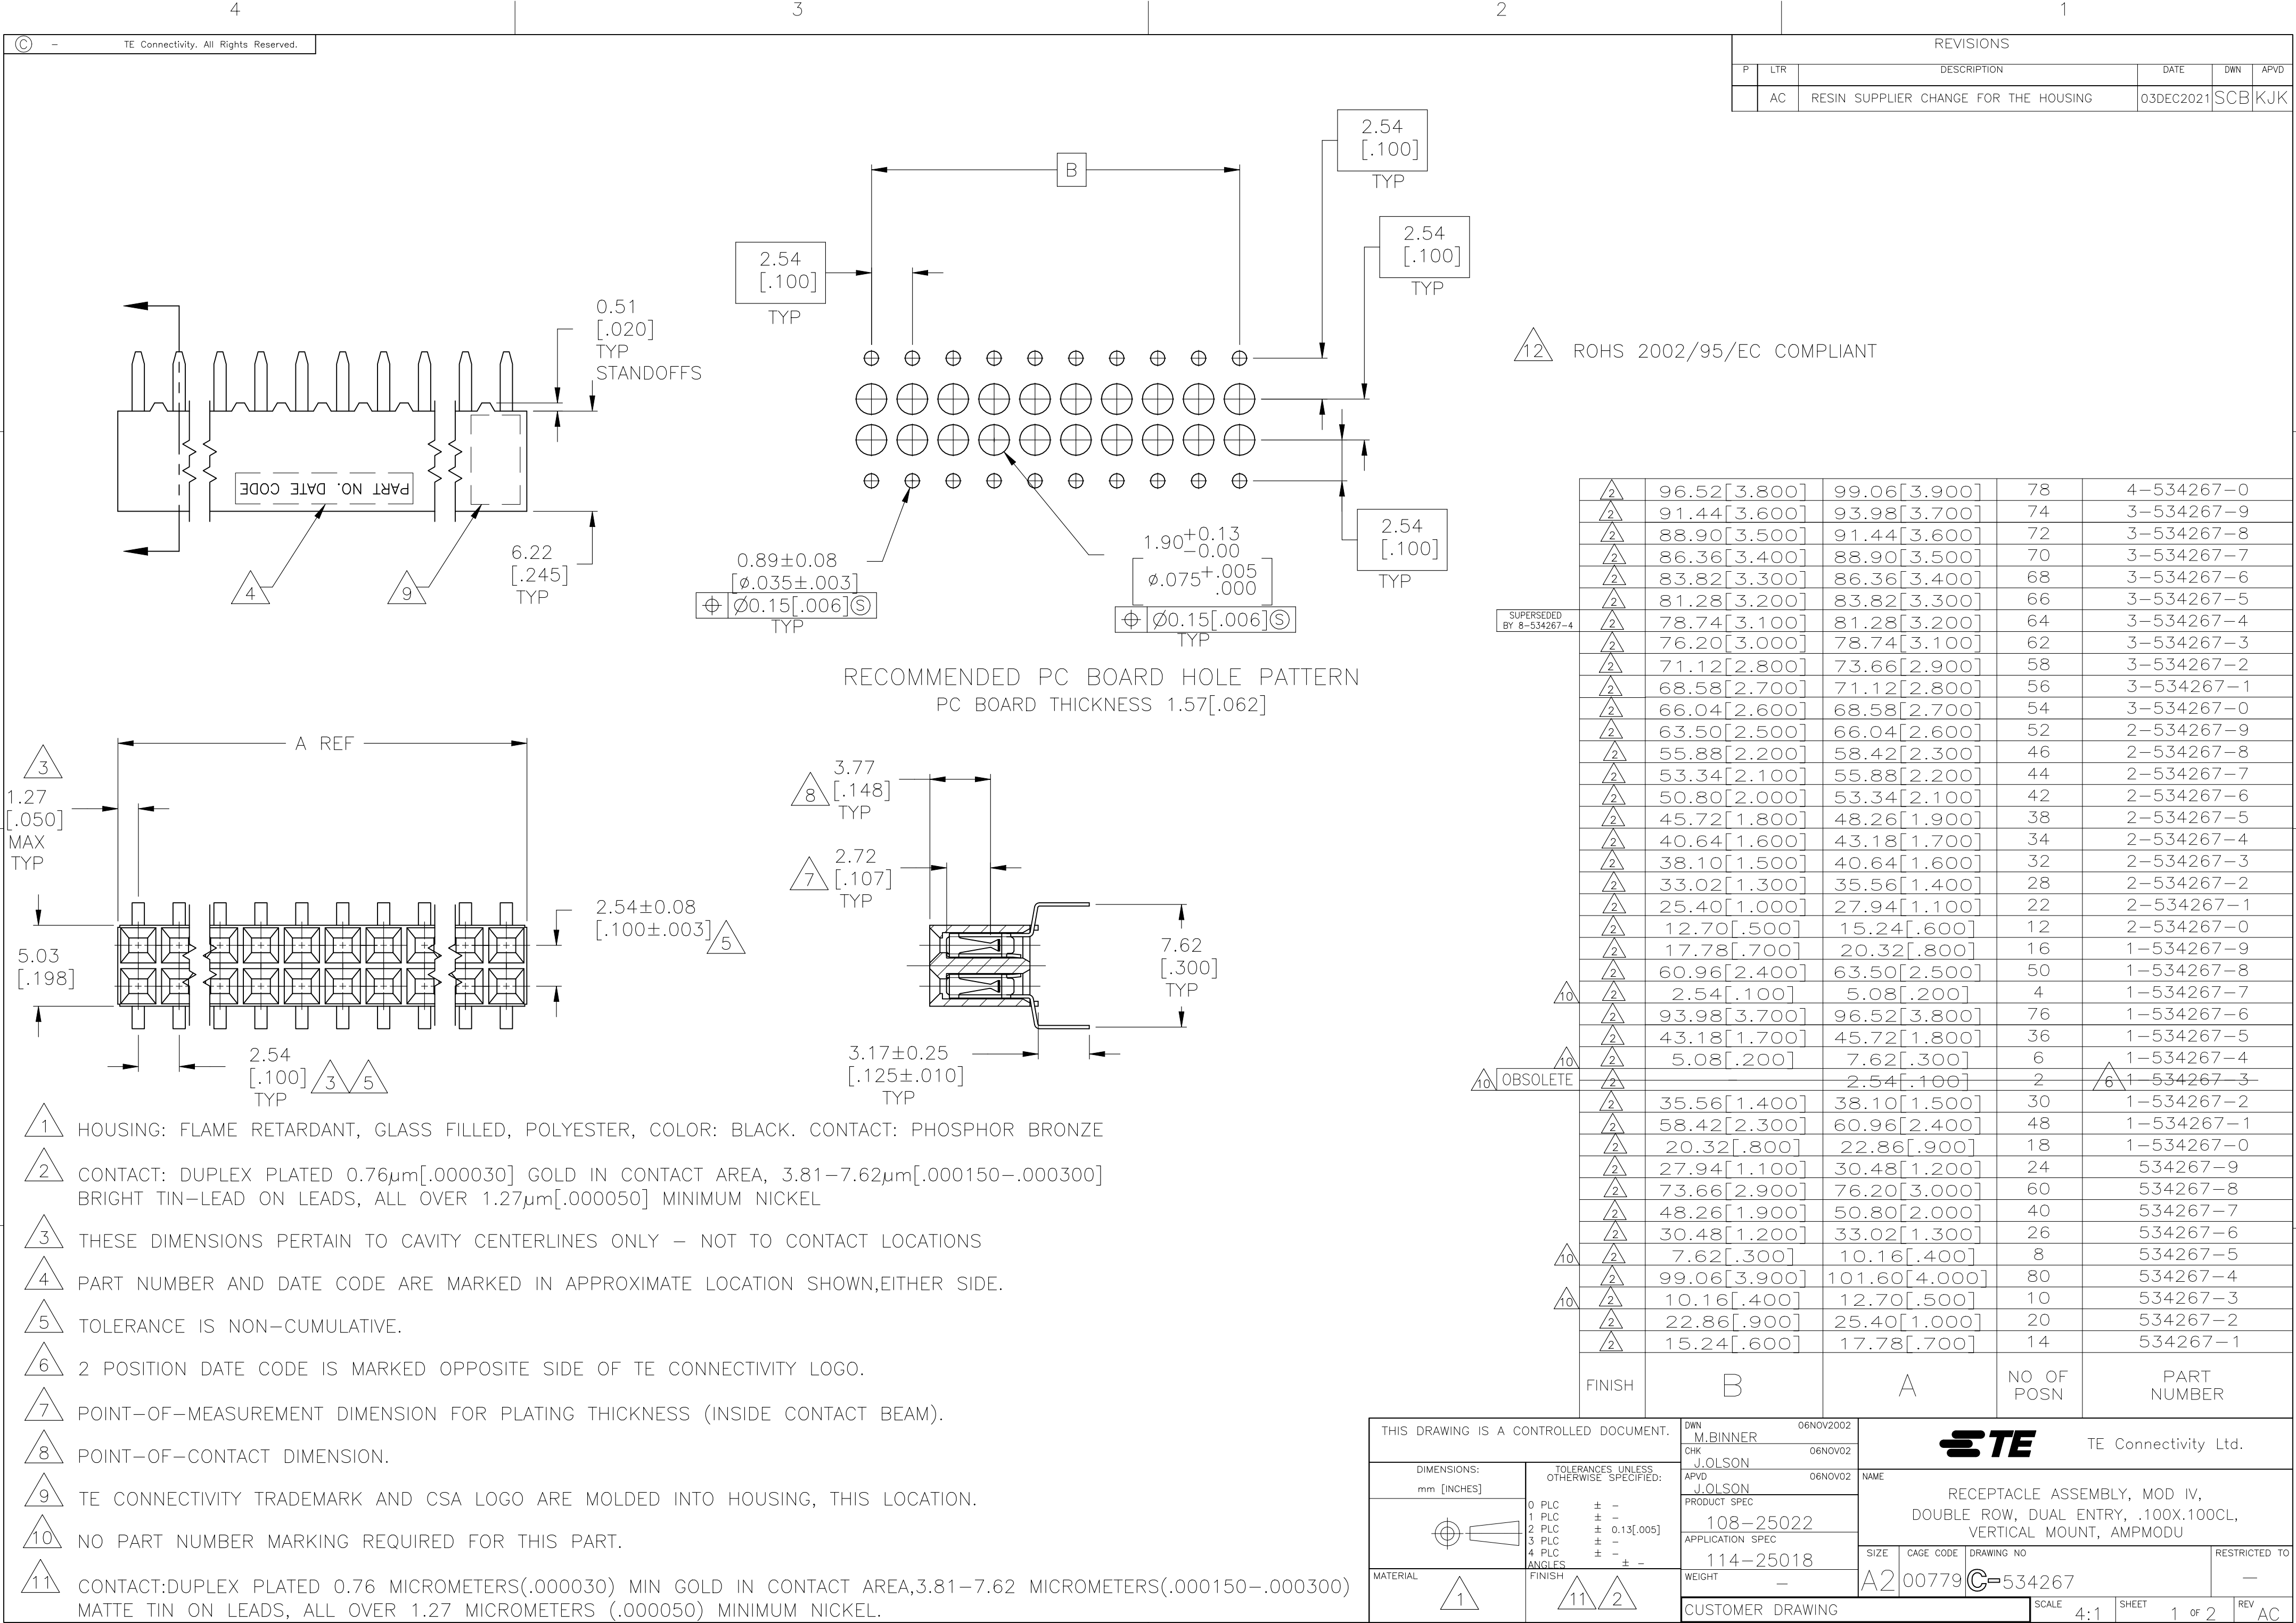 4
3
2
1
© - TE Connectivity. All Rights Reserved.
REVISIONS
P LTR DESCRIPTION DATE DWN APVD
AC RESIN SUPPLIER CHANGE FOR THE HOUSING 03DEC2021 SCB KJK
0.51
[.020]
TYP
STANDOFFS
PART NO. DATE CODE
4
9
6.22
[.245]
TYP
B
2.54
[.100]
TYP
2.54
[.100]
TYP
2.54
[.100]
TYP
2.54
[.100]
TYP
0.89±0.08
[⌀.035±.003]
⌖ ⌀0.15[.006]Ⓢ
TYP
1.90+0.13
-0.00
[⌀.075+.005
.000]
⌖ ⌀0.15[.006]Ⓢ
TYP
RECOMMENDED PC BOARD HOLE PATTERN
PC BOARD THICKNESS 1.57[.062]
12 ROHS 2002/95/EC COMPLIANT
A REF
3
1.27
[.050]
MAX
TYP
5.03
[.198]
2.54±0.08
[.100±.003] 5
2.54
[.100] 3 5
TYP
8 3.77
[.148]
TYP
7 2.72
[.107]
TYP
7.62
[.300]
TYP
3.17±0.25
[.125±.010]
TYP
2 96.52[3.800] 99.06[3.900] 78 4-534267-0
2 91.44[3.600] 93.98[3.700] 74 3-534267-9
2 88.90[3.500] 91.44[3.600] 72 3-534267-8
2 86.36[3.400] 88.90[3.500] 70 3-534267-7
2 83.82[3.300] 86.36[3.400] 68 3-534267-6
2 81.28[3.200] 83.82[3.300] 66 3-534267-5
SUPERSEDED
BY 8-534267-4
2 78.74[3.100] 81.28[3.200] 64 3-534267-4
2 76.20[3.000] 78.74[3.100] 62 3-534267-3
2 71.12[2.800] 73.66[2.900] 58 3-534267-2
2 68.58[2.700] 71.12[2.800] 56 3-534267-1
2 66.04[2.600] 68.58[2.700] 54 3-534267-0
2 63.50[2.500] 66.04[2.600] 52 2-534267-9
2 55.88[2.200] 58.42[2.300] 46 2-534267-8
2 53.34[2.100] 55.88[2.200] 44 2-534267-7
2 50.80[2.000] 53.34[2.100] 42 2-534267-6
2 45.72[1.800] 48.26[1.900] 38 2-534267-5
2 40.64[1.600] 43.18[1.700] 34 2-534267-4
2 38.10[1.500] 40.64[1.600] 32 2-534267-3
2 33.02[1.300] 35.56[1.400] 28 2-534267-2
2 25.40[1.000] 27.94[1.100] 22 2-534267-1
2 12.70[.500] 15.24[.600] 12 2-534267-0
2 17.78[.700] 20.32[.800] 16 1-534267-9
2 60.96[2.400] 63.50[2.500] 50 1-534267-8
10 2 2.54[.100] 5.08[.200] 4 1-534267-7
2 93.98[3.700] 96.52[3.800] 76 1-534267-6
2 43.18[1.700] 45.72[1.800] 36 1-534267-5
10 2 5.08[.200] 7.62[.300] 6 1-534267-4
10 OBSOLETE 2 - 2.54[.100] 2 6 1-534267-3
2 35.56[1.400] 38.10[1.500] 30 1-534267-2
2 58.42[2.300] 60.96[2.400] 48 1-534267-1
2 20.32[.800] 22.86[.900] 18 1-534267-0
2 27.94[1.100] 30.48[1.200] 24 534267-9
2 73.66[2.900] 76.20[3.000] 60 534267-8
2 48.26[1.900] 50.80[2.000] 40 534267-7
2 30.48[1.200] 33.02[1.300] 26 534267-6
10 2 7.62[.300] 10.16[.400] 8 534267-5
2 99.06[3.900] 101.60[4.000] 80 534267-4
10 2 10.16[.400] 12.70[.500] 10 534267-3
2 22.86[.900] 25.40[1.000] 20 534267-2
2 15.24[.600] 17.78[.700] 14 534267-1
FINISH B A NO OF POSN PART NUMBER
1 HOUSING: FLAME RETARDANT, GLASS FILLED, POLYESTER, COLOR: BLACK. CONTACT: PHOSPHOR BRONZE
2 CONTACT: DUPLEX PLATED 0.76μm[.000030] GOLD IN CONTACT AREA, 3.81-7.62μm[.000150-.000300]
BRIGHT TIN-LEAD ON LEADS, ALL OVER 1.27μm[.000050] MINIMUM NICKEL
3 THESE DIMENSIONS PERTAIN TO CAVITY CENTERLINES ONLY - NOT TO CONTACT LOCATIONS
4 PART NUMBER AND DATE CODE ARE MARKED IN APPROXIMATE LOCATION SHOWN,EITHER SIDE.
5 TOLERANCE IS NON-CUMULATIVE.
6 2 POSITION DATE CODE IS MARKED OPPOSITE SIDE OF TE CONNECTIVITY LOGO.
7 POINT-OF-MEASUREMENT DIMENSION FOR PLATING THICKNESS (INSIDE CONTACT BEAM).
8 POINT-OF-CONTACT DIMENSION.
9 TE CONNECTIVITY TRADEMARK AND CSA LOGO ARE MOLDED INTO HOUSING, THIS LOCATION.
10 NO PART NUMBER MARKING REQUIRED FOR THIS PART.
11 CONTACT:DUPLEX PLATED 0.76 MICROMETERS(.000030) MIN GOLD IN CONTACT AREA,3.81-7.62 MICROMETERS(.000150-.000300)
MATTE TIN ON LEADS, ALL OVER 1.27 MICROMETERS (.000050) MINIMUM NICKEL.
THIS DRAWING IS A CONTROLLED DOCUMENT.
DIMENSIONS:
mm [INCHES]
TOLERANCES UNLESS
OTHERWISE SPECIFIED:
0 PLC ± -
1 PLC ± -
2 PLC ± 0.13[.005]
3 PLC ± -
4 PLC ± -
ANGLES ± -
MATERIAL 1
FINISH 11 2
DWN 06NOV2002
M.BINNER
CHK 06NOV02
J.OLSON
APVD 06NOV02
J.OLSON
PRODUCT SPEC
108-25022
APPLICATION SPEC
114-25018
WEIGHT -
CUSTOMER DRAWING
TE TE Connectivity Ltd.
NAME
RECEPTACLE ASSEMBLY, MOD IV,
DOUBLE ROW, DUAL ENTRY, .100X.100CL,
VERTICAL MOUNT, AMPMODU
SIZE CAGE CODE DRAWING NO RESTRICTED TO
A2 00779 C-534267 -
SCALE 4:1 SHEET 1 OF 2 REV AC